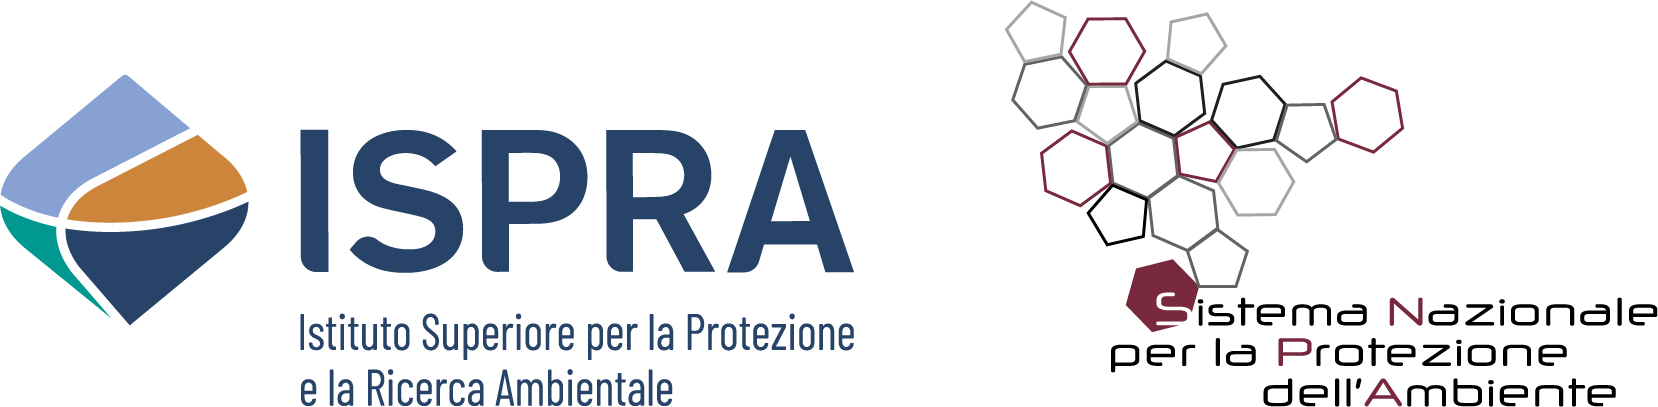 ISPRA
Istituto Superiore per la Protezione
e la Ricerca Ambientale
Sistema Nazionale
per la Protezione
dell'Ambiente